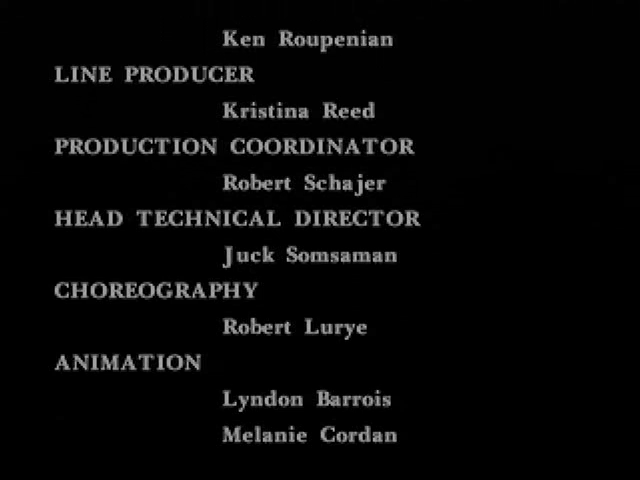 Ken Roupenian
LINE PRODUCER
Kristina Reed
PRODUCTION COORDINATOR
Robert Schajer
HEAD TECHNICAL DIRECTOR
Juck Somsaman
CHOREOGRAPHY
Robert Lurye
ANIMATION
Lyndon Barrois
Melanie Cordan